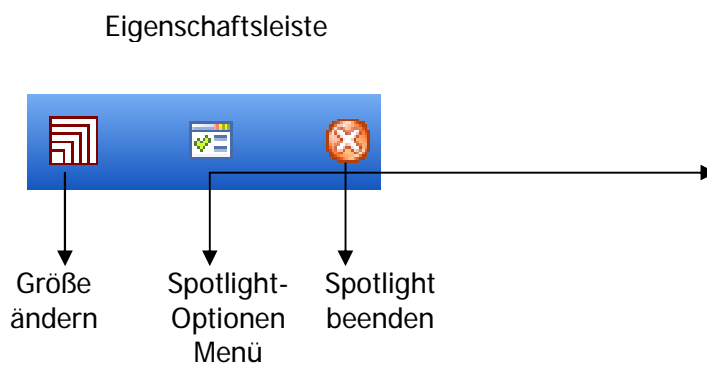 Eigenschaftsleiste
Größe
ändern
Spotlight-
Optionen
Menü
Spotlight
beenden